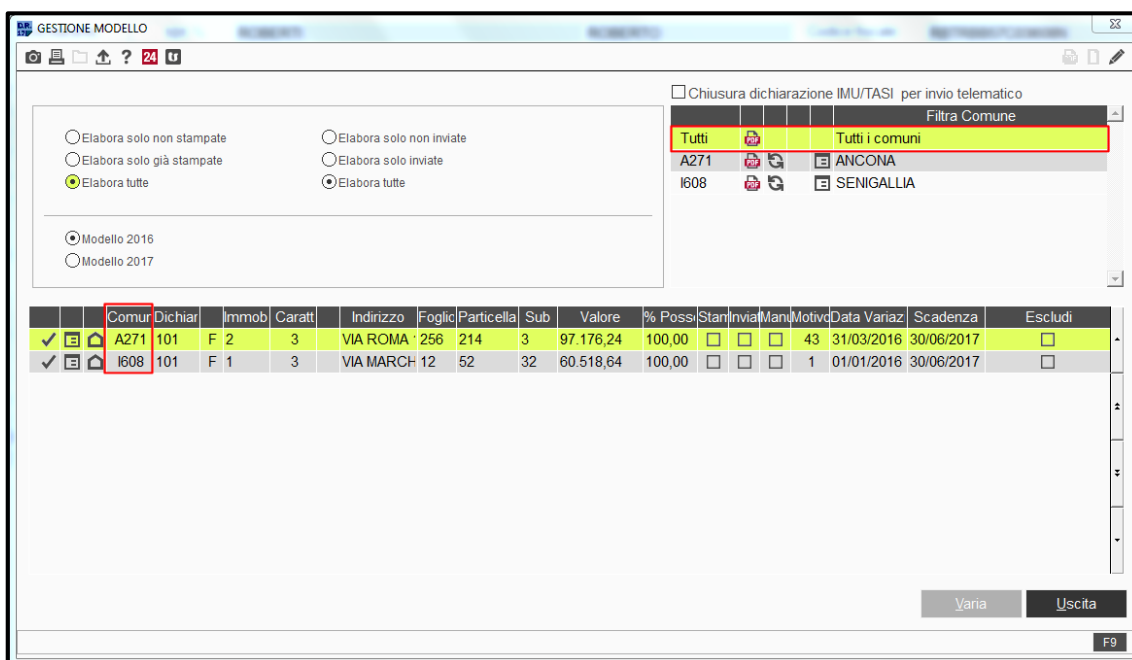 GESTIONE MODELLO
? 24
Chiusura dichiarazione IMU/TASI per invio telematico
Filtra Comune
Tutti PDF Tutti i comuni
A271 PDF ANCONA
I608 PDF SENIGALLIA
Elabora solo non stampate Elabora solo non inviate
Elabora solo già stampate Elabora solo inviate
Elabora tutte Elabora tutte
Modello 2016
Modello 2017
Comur Dichiar Immob Caratt Indirizzo Foglic Particella Sub Valore % Poss Stam Inviat Manu Motivo Data Variaz Scadenza Escludi
A271 101 F 2 3 VIA ROMA 256 214 3 97.176,24 100,00 43 31/03/2016 30/06/2017
I608 101 F 1 3 VIA MARCH 12 52 32 60.518,64 100,00 1 01/01/2016 30/06/2017
Varia Uscita
F9